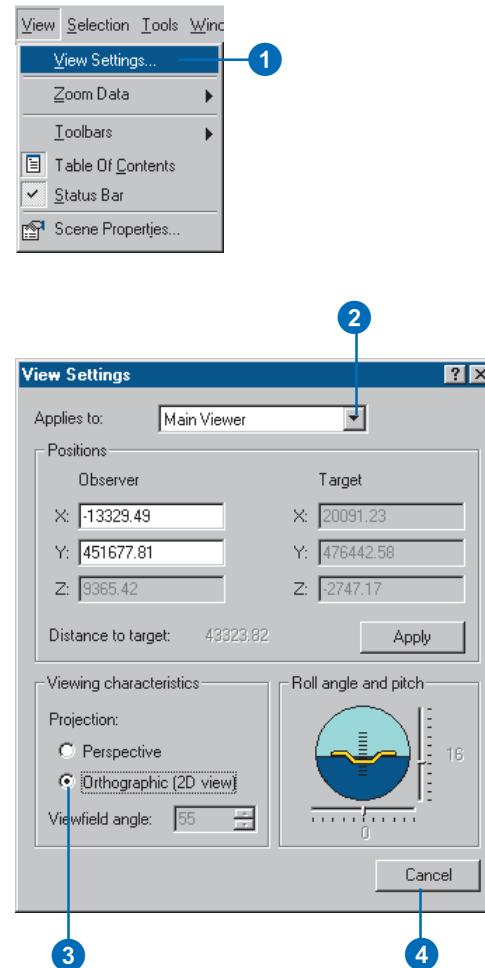 View Selection Tools Winc
View Settings...
1
Zoom Data
Toolbars
Table Of Contents
Status Bar
Scene Properties...
2
View Settings
Applies to: Main Viewer
Positions
Observer Target
X: -13329.49 X: 20091.23
Y: 451677.81 Y: 476442.58
Z: 9365.42 Z: -2747.17
Distance to target: 43323.82 Apply
Viewing characteristics Roll angle and pitch
Projection:
Perspective
16
Orthographic (2D view)
Viewfield angle: 55
0
Cancel
3 4